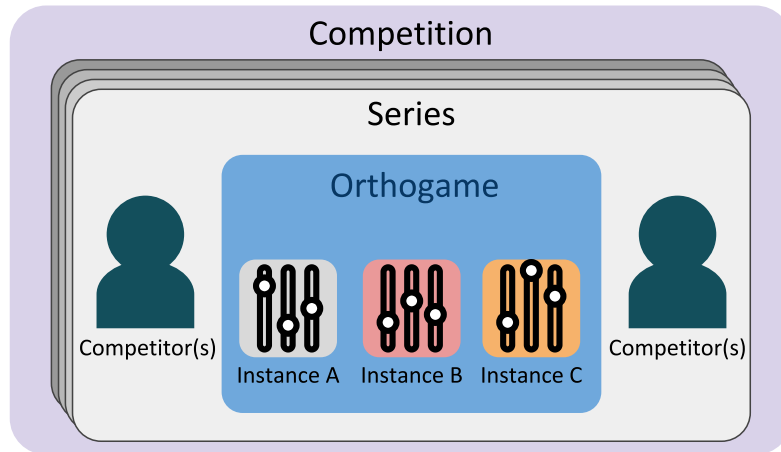 Competition
Series
Orthogame
Competitor(s)
Competitor(s)
Instance A
Instance B
Instance C